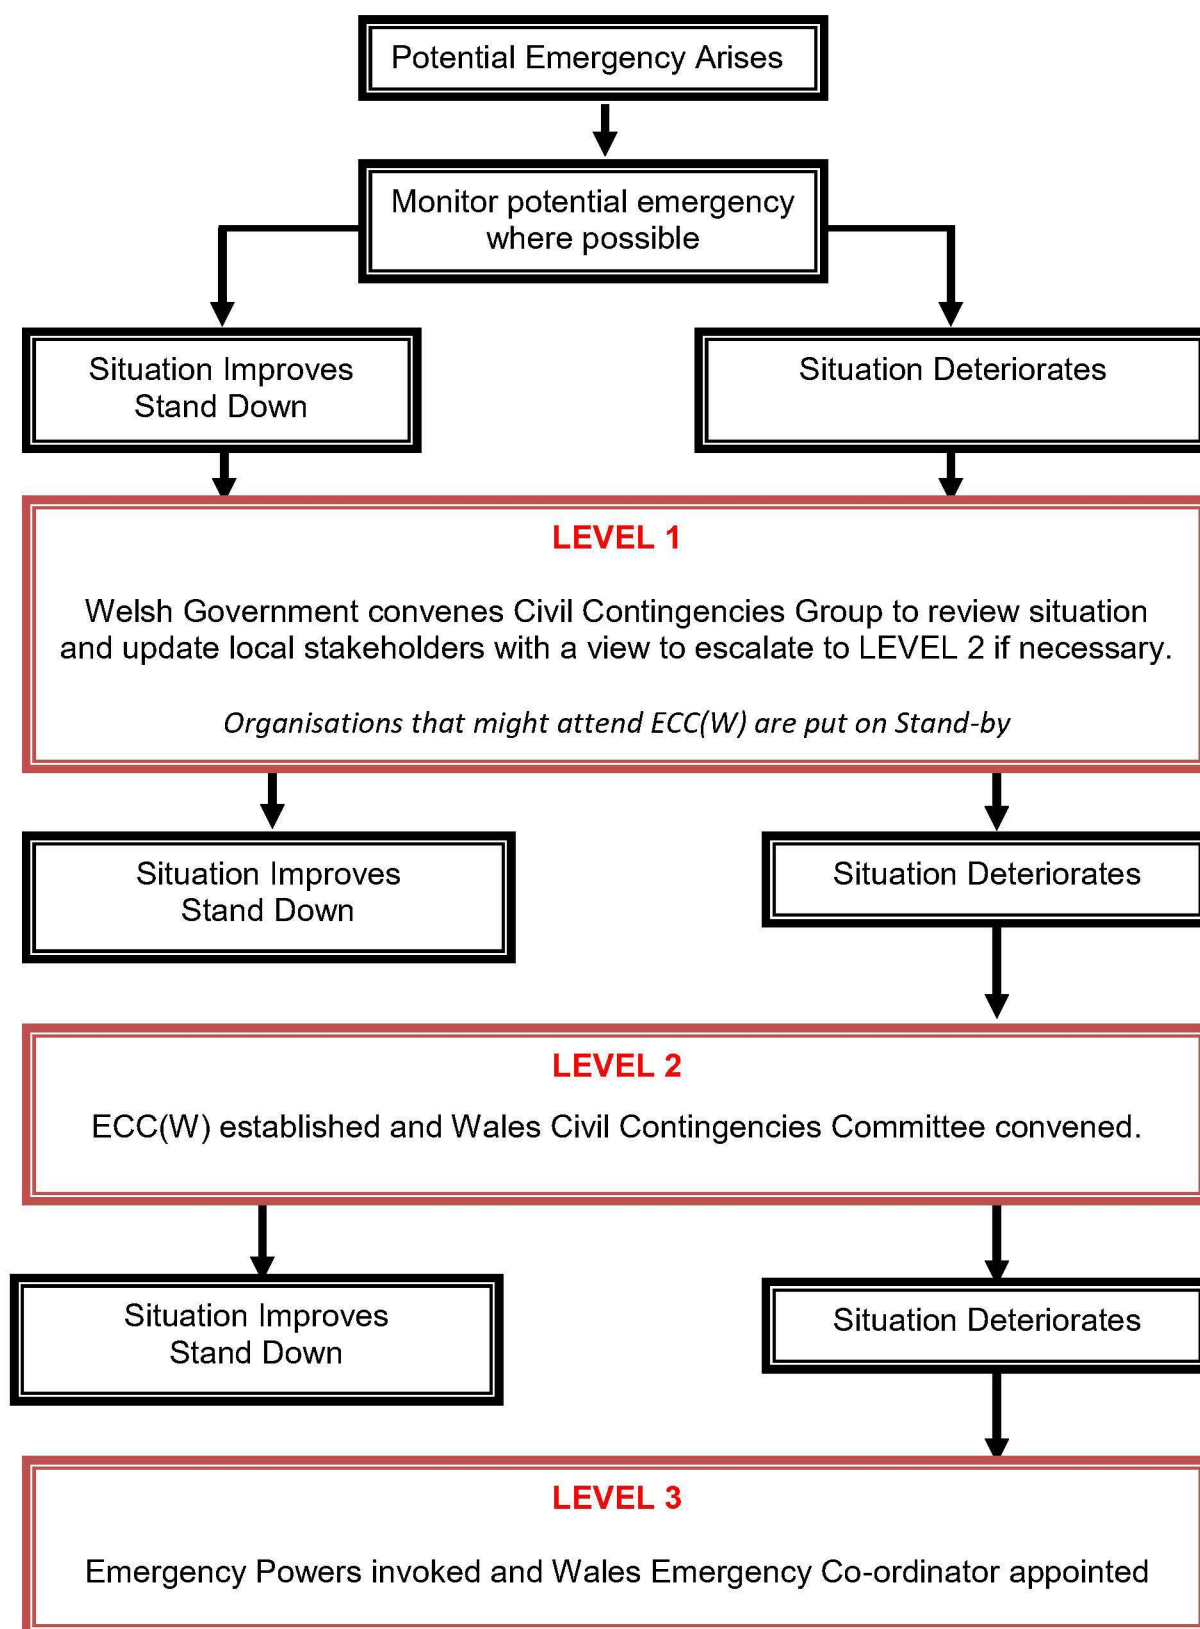 Potential Emergency Arises
Monitor potential emergency
where possible
Situation Improves
Stand Down
Situation Deteriorates
LEVEL 1
Welsh Government convenes Civil Contingencies Group to review situation
and update local stakeholders with a view to escalate to LEVEL 2 if necessary.
Organisations that might attend ECC(W) are put on Stand-by
Situation Improves
Stand Down
Situation Deteriorates
LEVEL 2
ECC(W) established and Wales Civil Contingencies Committee convened.
Situation Improves
Stand Down
Situation Deteriorates
LEVEL 3
Emergency Powers invoked and Wales Emergency Co-ordinator appointed